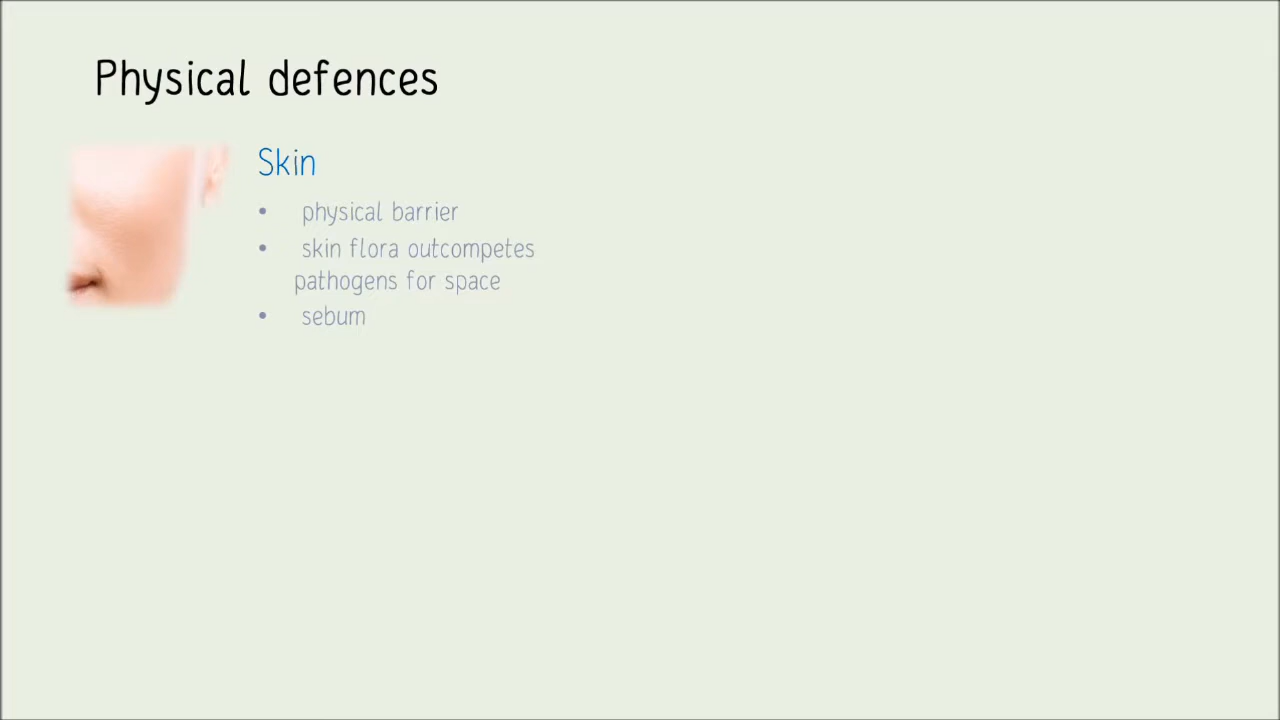 Physical defences
Skin
• physical barrier
• skin flora outcompetes
pathogens for space
• sebum